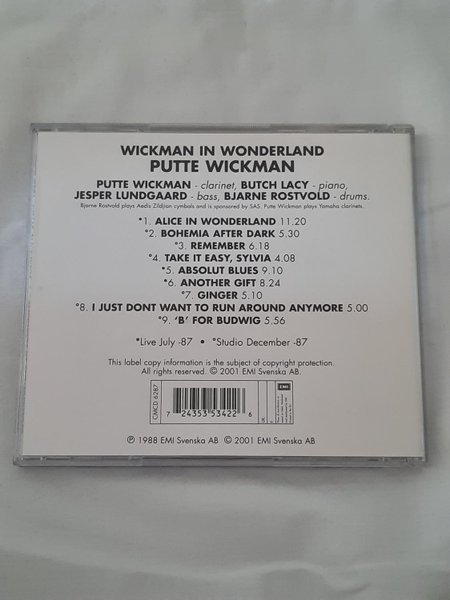 WICKMAN IN WONDERLAND
PUTTE WICKMAN
PUTTE WICKMAN - clarinet, BUTCH LACY - piano,
JESPER LUNDGAARD - bass, BJARNE ROSTVOLD - drums.
Bjarne Rostvold plays Aedis Zildjian cymbals and is sponsored by SAS. Putte Wickman plays Yamaha clarinets.
*1. ALICE IN WONDERLAND 11.20
°2. BOHEMIA AFTER DARK 5.30
°3. REMEMBER 6.18
°4. TAKE IT EASY, SYLVIA 4.08
*5. ABSOLUT BLUES 9.10
°6. ANOTHER GIFT 8.24
°7. GINGER 5.10
°8. I JUST DONT WANT TO RUN AROUND ANYMORE 5.00
°9. ‘B’ FOR BUDWIG 5.56
*Live July -87 • °Studio December -87
This label copy information is the subject of copyright protection.
All rights reserved. © 2001 EMI Svenska AB.
CMCD 6287
7 24353 53422 6
EMI
℗ 1988 EMI Svenska AB © 2001 EMI Svenska AB